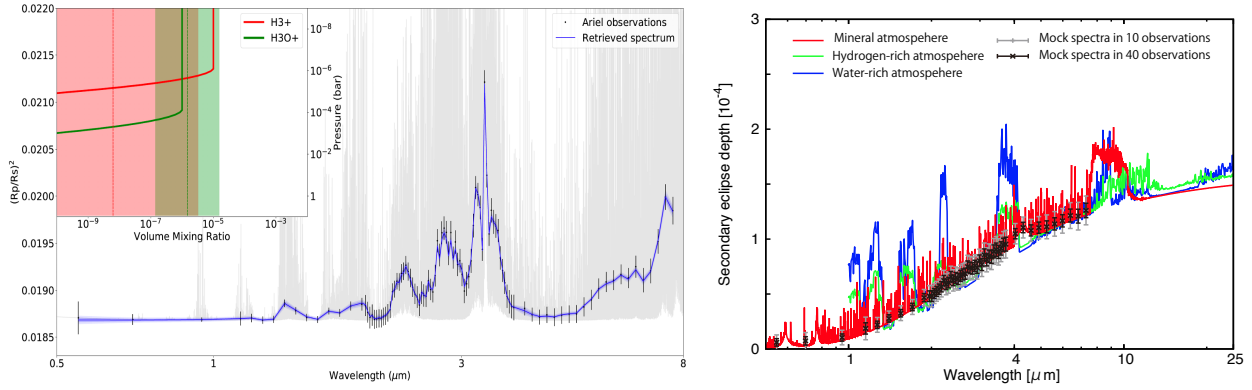 0.0220
0.0215
0.0210
0.0205
0.0200
0.0195
0.0190
0.0185
(Rp/Rs)²
H3+
H3O+
10⁻⁸
10⁻⁶
10⁻⁴
10⁻²
1
Pressure (bar)
10⁻⁹ 10⁻⁷ 10⁻⁵ 10⁻³
Volume Mixing Ratio
Ariel observations
Retrieved spectrum
0.5 1 3 8
Wavelength (μm)
Mineral atmospehere
Hydrogen-rich atmospehere
Water-rich atmospehere
Mock spectra in 10 observations
Mock spectra in 40 observations
Secondary eclipse depth [10⁻⁴]
3
2
1
0
1 2 4 10 25
Wavelength [μ m]